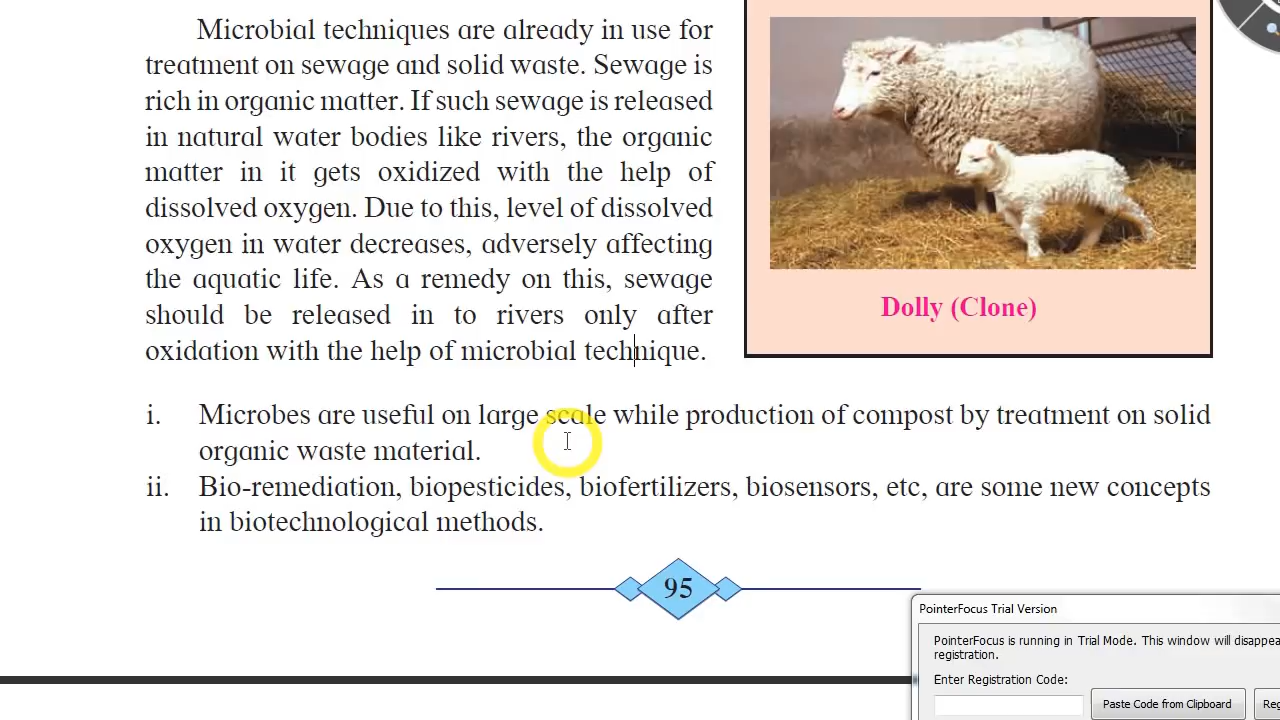 Microbial techniques are already in use for
treatment on sewage and solid waste. Sewage is
rich in organic matter. If such sewage is released
in natural water bodies like rivers, the organic
matter in it gets oxidized with the help of
dissolved oxygen. Due to this, level of dissolved
oxygen in water decreases, adversely affecting
the aquatic life. As a remedy on this, sewage
should be released in to rivers only after
oxidation with the help of microbial technique.
Dolly (Clone)
i. Microbes are useful on large scale while production of compost by treatment on solid
organic waste material.
ii. Bio-remediation, biopesticides, biofertilizers, biosensors, etc, are some new concepts
in biotechnological methods.
95
PointerFocus Trial Version
PointerFocus is running in Trial Mode. This window will disappea
registration.
Enter Registration Code:
Paste Code from Clipboard